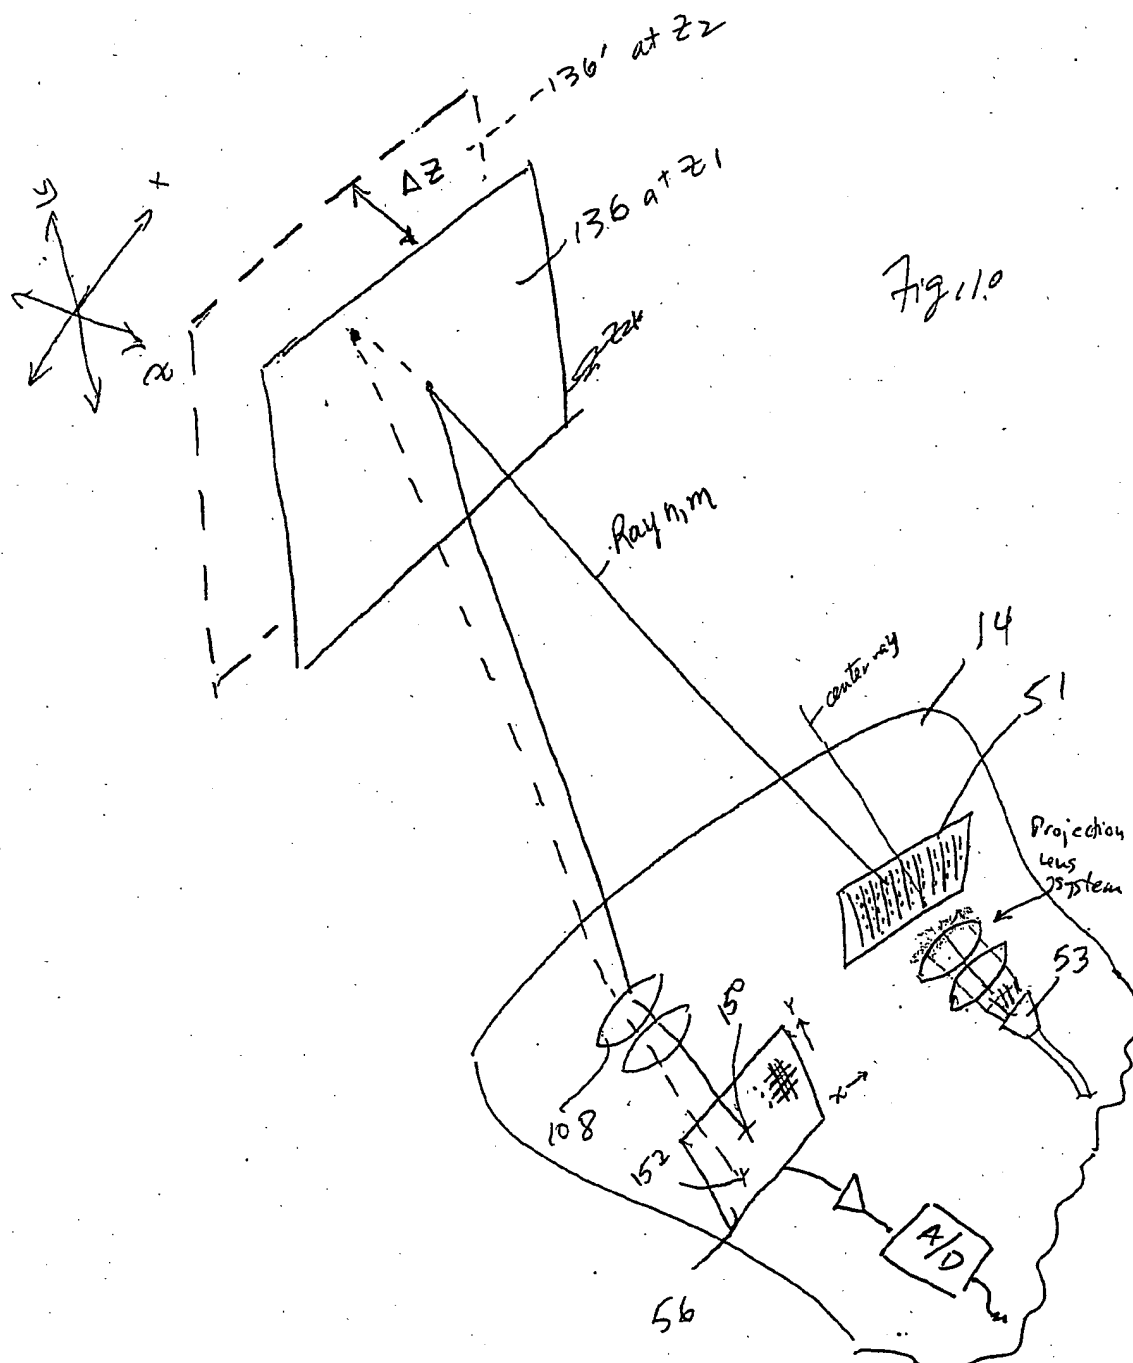 136' at Z2
ΔZ
136 at Z1
y
x
Fig. 11.0
Ray n, m
center ray
14
51
Projection
Lens
System
53
150
Y
X
108
152
A/D
56